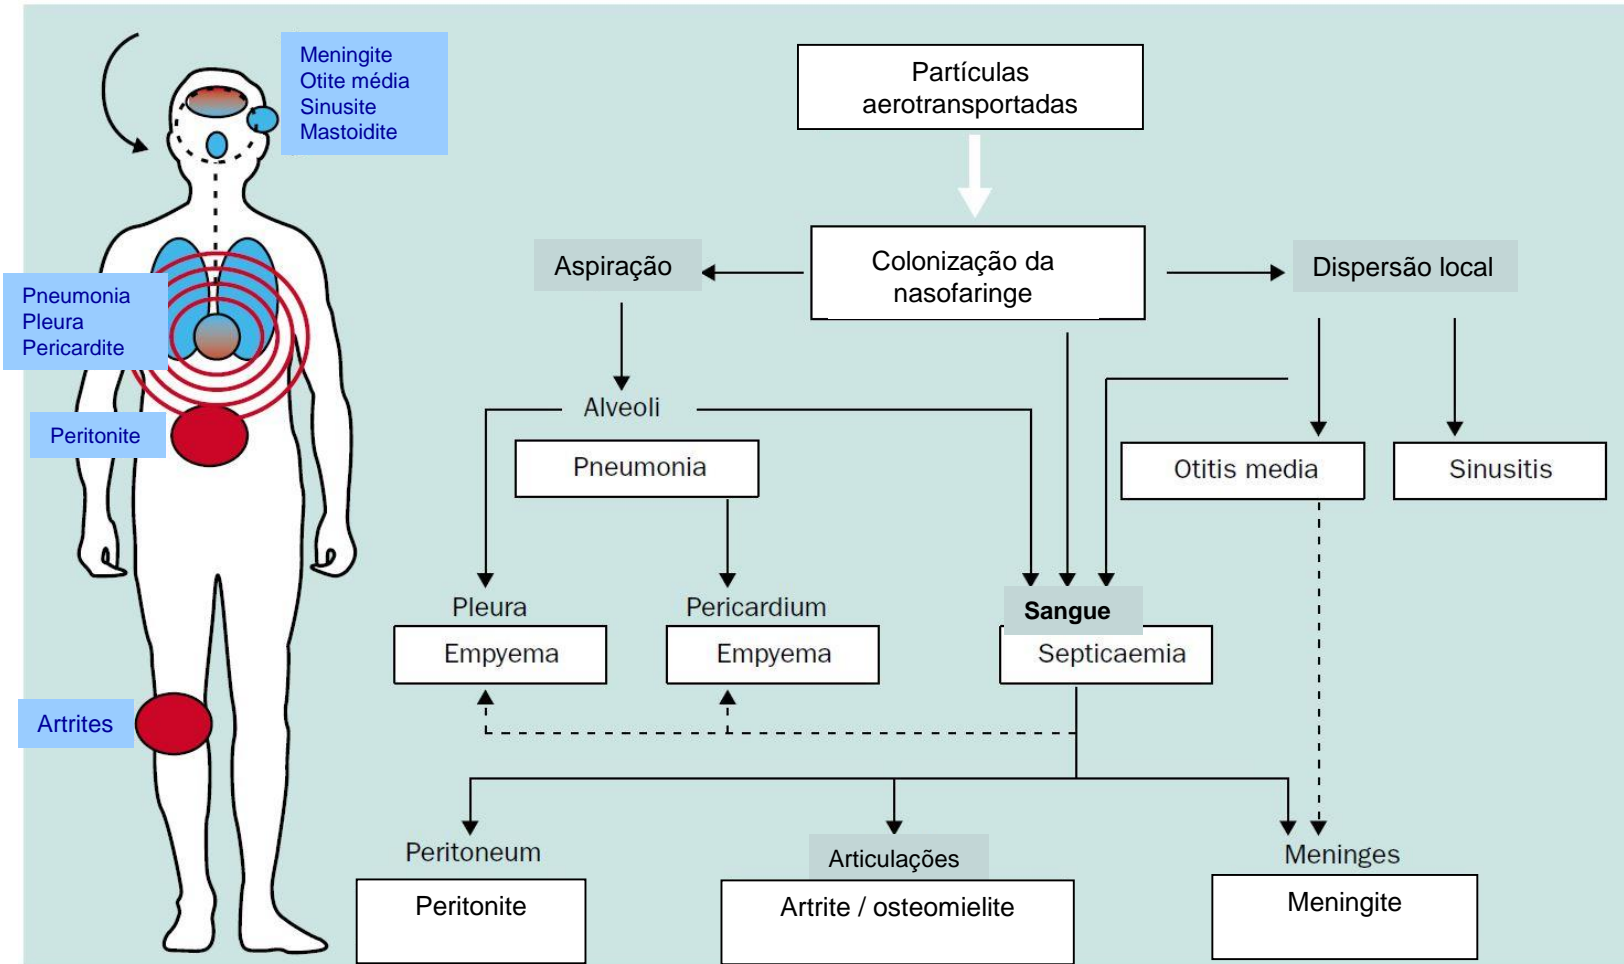 Meningite
Otite média
Sinusite
Mastoidite
Pneumonia
Pleura
Pericardite
Peritonite
Artrites
Partículas
aerotransportadas
Aspiração
Colonização da
nasofaringe
Dispersão local
Alveoli
Pneumonia
Otitis media
Sinusitis
Pleura
Empyema
Pericardium
Empyema
Sangue
Septicaemia
Peritoneum
Peritonite
Articulações
Artrite / osteomielite
Meninges
Meningite